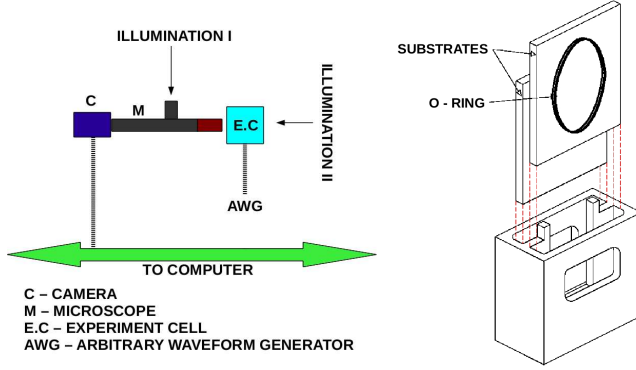 ILLUMINATION I
C
M
E.C
ILLUMINATION II
AWG
TO COMPUTER
C – CAMERA
M – MICROSCOPE
E.C – EXPERIMENT CELL
AWG – ARBITRARY WAVEFORM GENERATOR
SUBSTRATES
O - RING